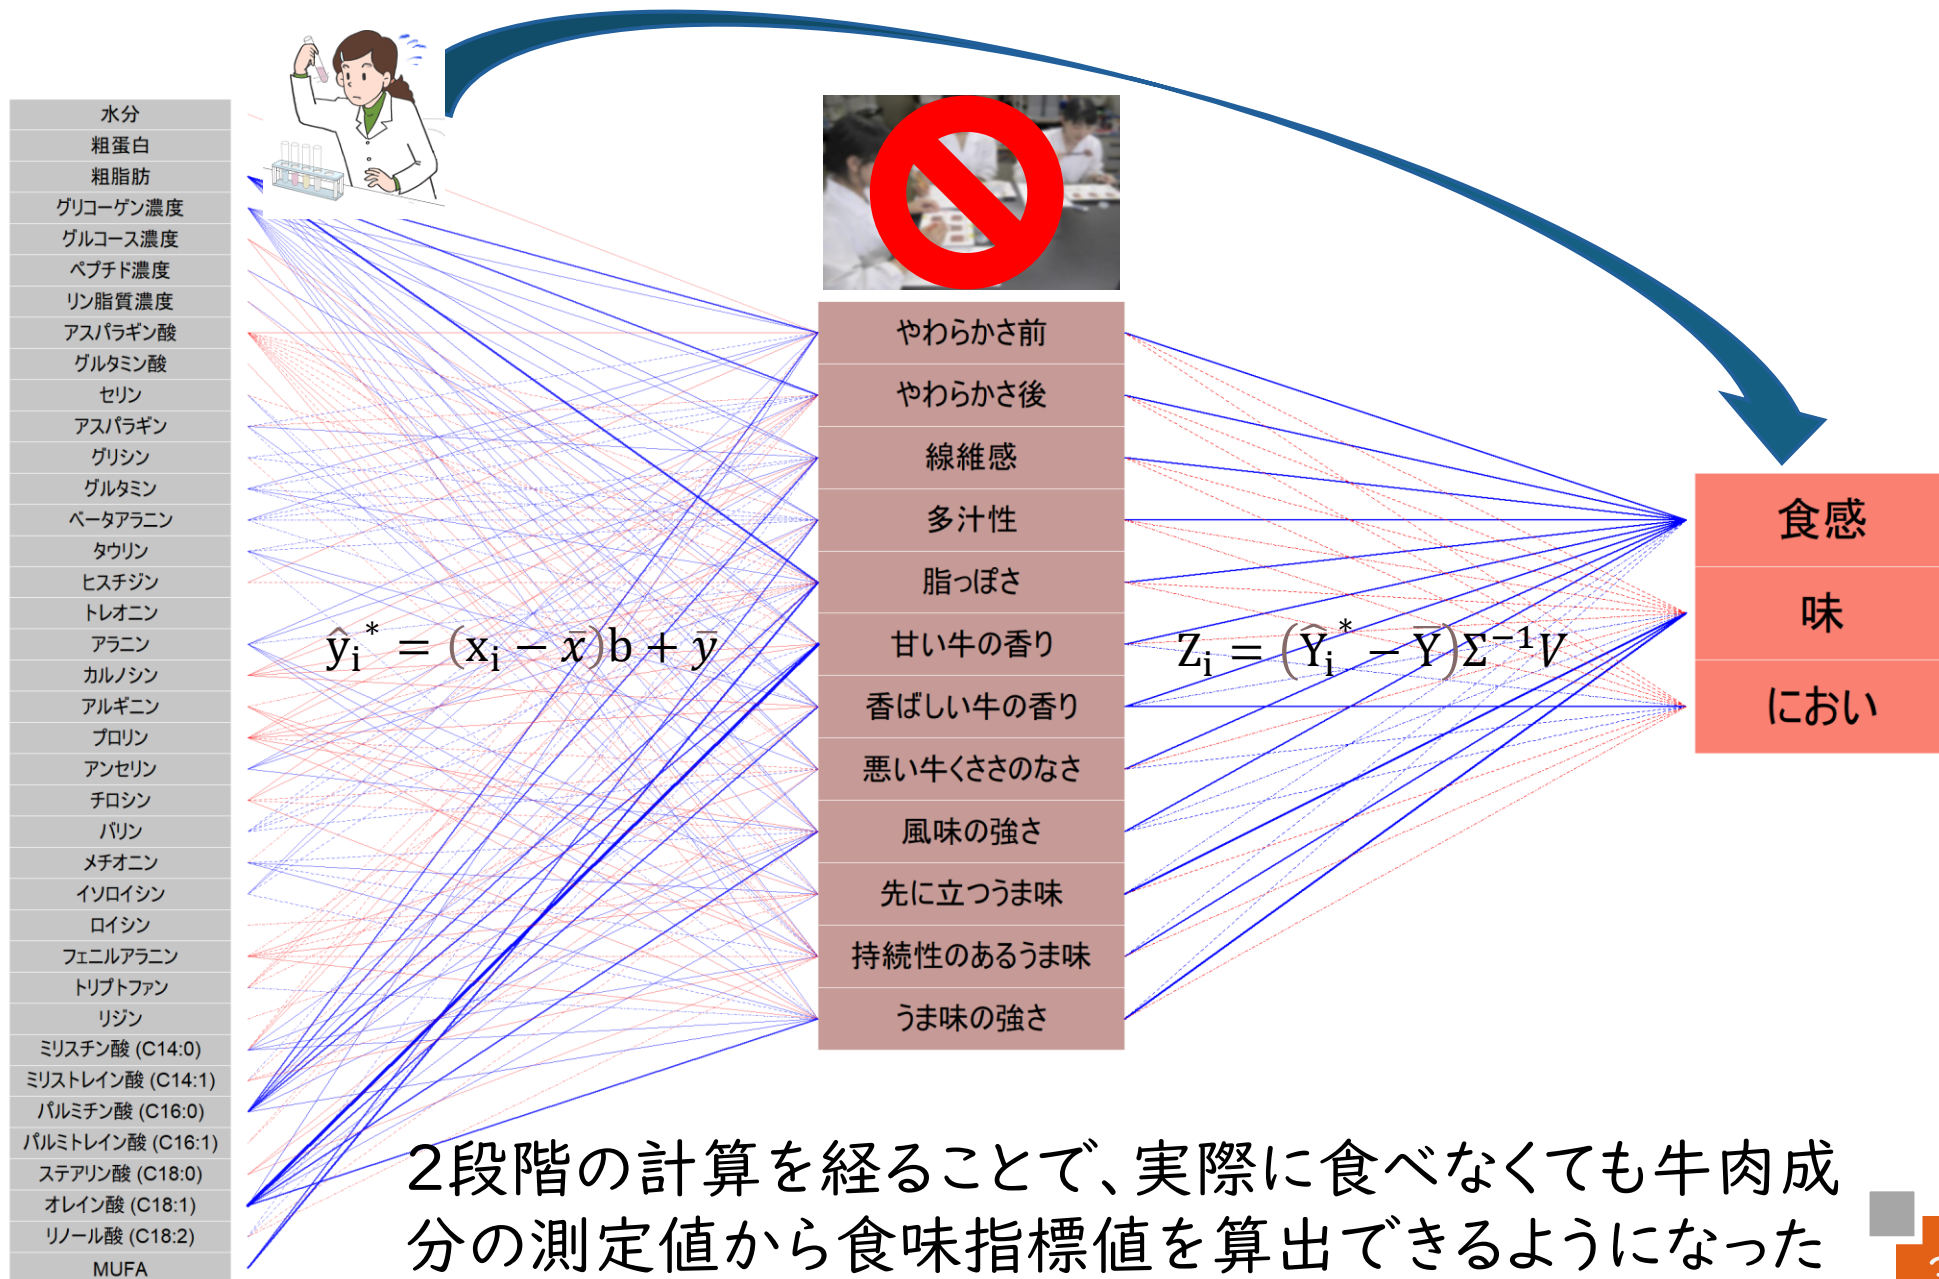 水分
粗蛋白
粗脂肪
グリコーゲン濃度
グルコース濃度
ペプチド濃度
リン脂質濃度
アスパラギン酸
グルタミン酸
セリン
アスパラギン
グリシン
グルタミン
ベータアラニン
タウリン
ヒスチジン
トレオニン
アラニン
カルノシン
アルギニン
プロリン
アンセリン
チロシン
バリン
メチオニン
イソロイシン
ロイシン
フェニルアラニン
トリプトファン
リジン
ミリスチン酸 (C14:0)
ミリストレイン酸 (C14:1)
パルミチン酸 (C16:0)
パルミトレイン酸 (C16:1)
ステアリン酸 (C18:0)
オレイン酸 (C18:1)
リノール酸 (C18:2)
MUFA
ŷᵢ* = (xᵢ − x̄)b + ȳ
やわらかさ前
やわらかさ後
線維感
多汁性
脂っぽさ
甘い牛の香り
香ばしい牛の香り
悪い牛くささのなさ
風味の強さ
先に立つうま味
持続性のあるうま味
うま味の強さ
Zᵢ = (Ŷᵢ* − Ȳ)Σ⁻¹V
食感
味
におい
2段階の計算を経ることで、実際に食べなくても牛肉成
分の測定値から食味指標値を算出できるようになった